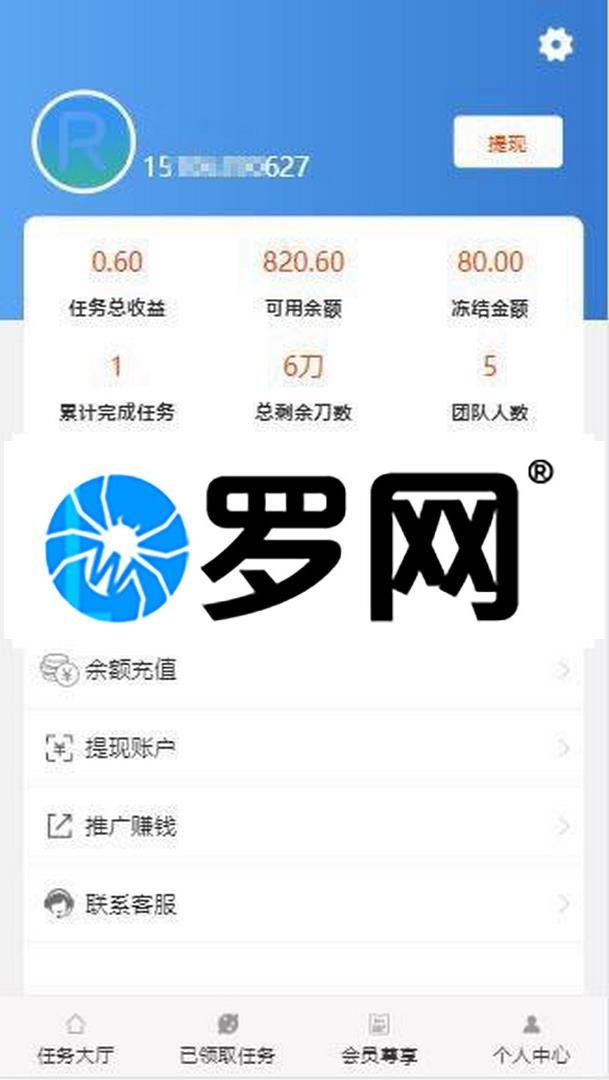 R
15 627
提现
0.60 820.60 80.00
任务总收益 可用余额 冻结金额
1 6刀 5
累计完成任务 总剩余刀数 团队人数
罗网®
余额充值
提现账户
推广赚钱
联系客服
任务大厅 已领取任务 会员尊享 个人中心